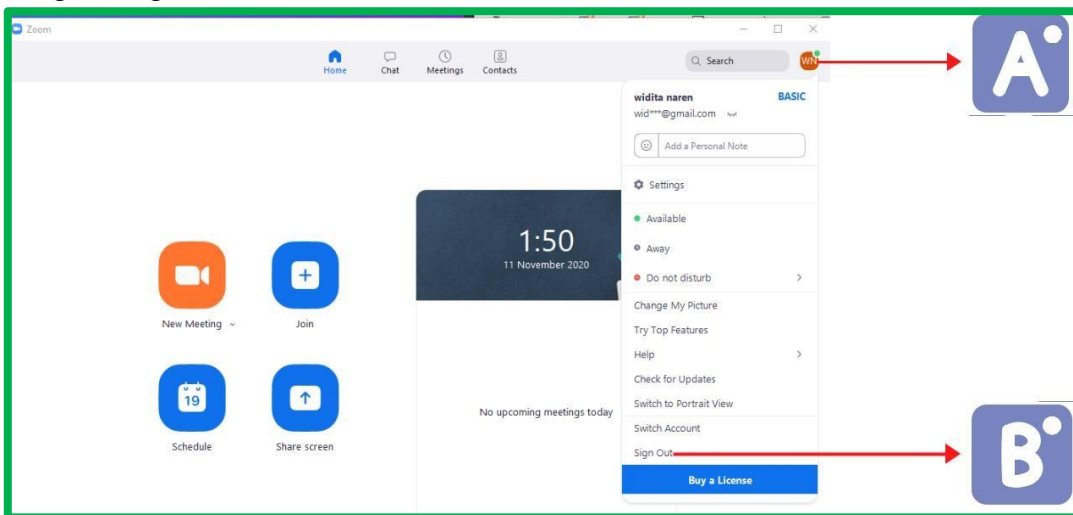 Zoom
Home Chat Meetings Contacts
Search
WN
A
widita naren BASIC
wid***@gmail.com
Add a Personal Note
Settings
Available
Away
Do not disturb
Change My Picture
Try Top Features
Help
Check for Updates
Switch to Portrait View
Switch Account
Sign Out
B
Buy a License
1:50
11 November 2020
New Meeting
Join
19
Schedule
Share screen
No upcoming meetings today